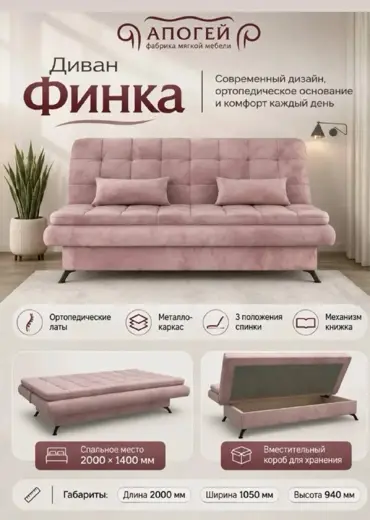 АПОГЕЙ
фабрика мягкой мебели
Диван
Финка
Современный дизайн,
ортопедическое основание
и комфорт каждый день
Ортопедические
латы
Металло-
каркас
3 положения
спинки
Механизм
книжка
Спальное место
2000 × 1400 мм
Вместительный
короб для хранения
Габариты: Длина 2000 мм Ширина 1050 мм Высота 940 мм